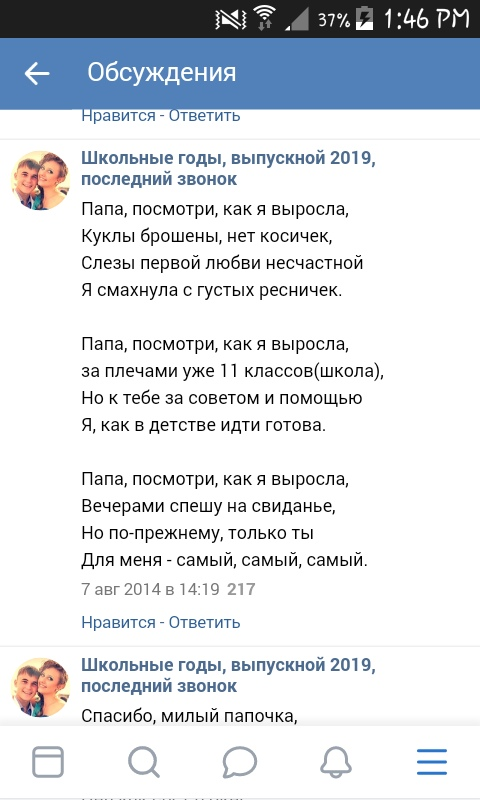 37% 1:46 PM
Обсуждения
Нравится - Ответить
Школьные годы, выпускной 2019,
последний звонок
Папа, посмотри, как я выросла,
Куклы брошены, нет косичек,
Слезы первой любви несчастной
Я смахнула с густых ресничек.
Папа, посмотри, как я выросла,
за плечами уже 11 классов(школа),
Но к тебе за советом и помощью
Я, как в детстве идти готова.
Папа, посмотри, как я выросла,
Вечерами спешу на свиданье,
Но по-прежнему, только ты
Для меня - самый, самый, самый.
7 авг 2014 в 14:19 217
Нравится - Ответить
Школьные годы, выпускной 2019,
последний звонок
Спасибо, милый папочка,